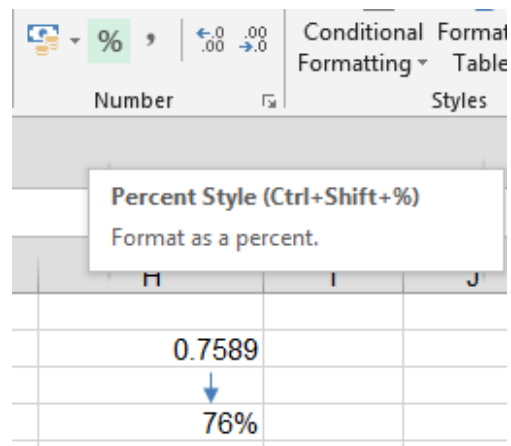 % , ←.0 .00 .00 →.0
Conditional Format
Formatting Table
Number Styles
Percent Style (Ctrl+Shift+%)
Format as a percent.
H I J
0.7589
76%